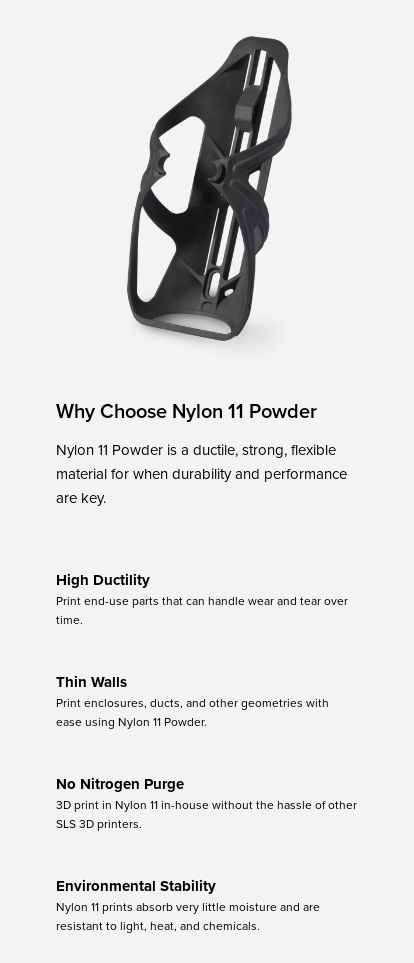 Why Choose Nylon 11 Powder
Nylon 11 Powder is a ductile, strong, flexible
material for when durability and performance
are key.
High Ductility
Print end-use parts that can handle wear and tear over
time.
Thin Walls
Print enclosures, ducts, and other geometries with
ease using Nylon 11 Powder.
No Nitrogen Purge
3D print in Nylon 11 in-house without the hassle of other
SLS 3D printers.
Environmental Stability
Nylon 11 prints absorb very little moisture and are
resistant to light, heat, and chemicals.